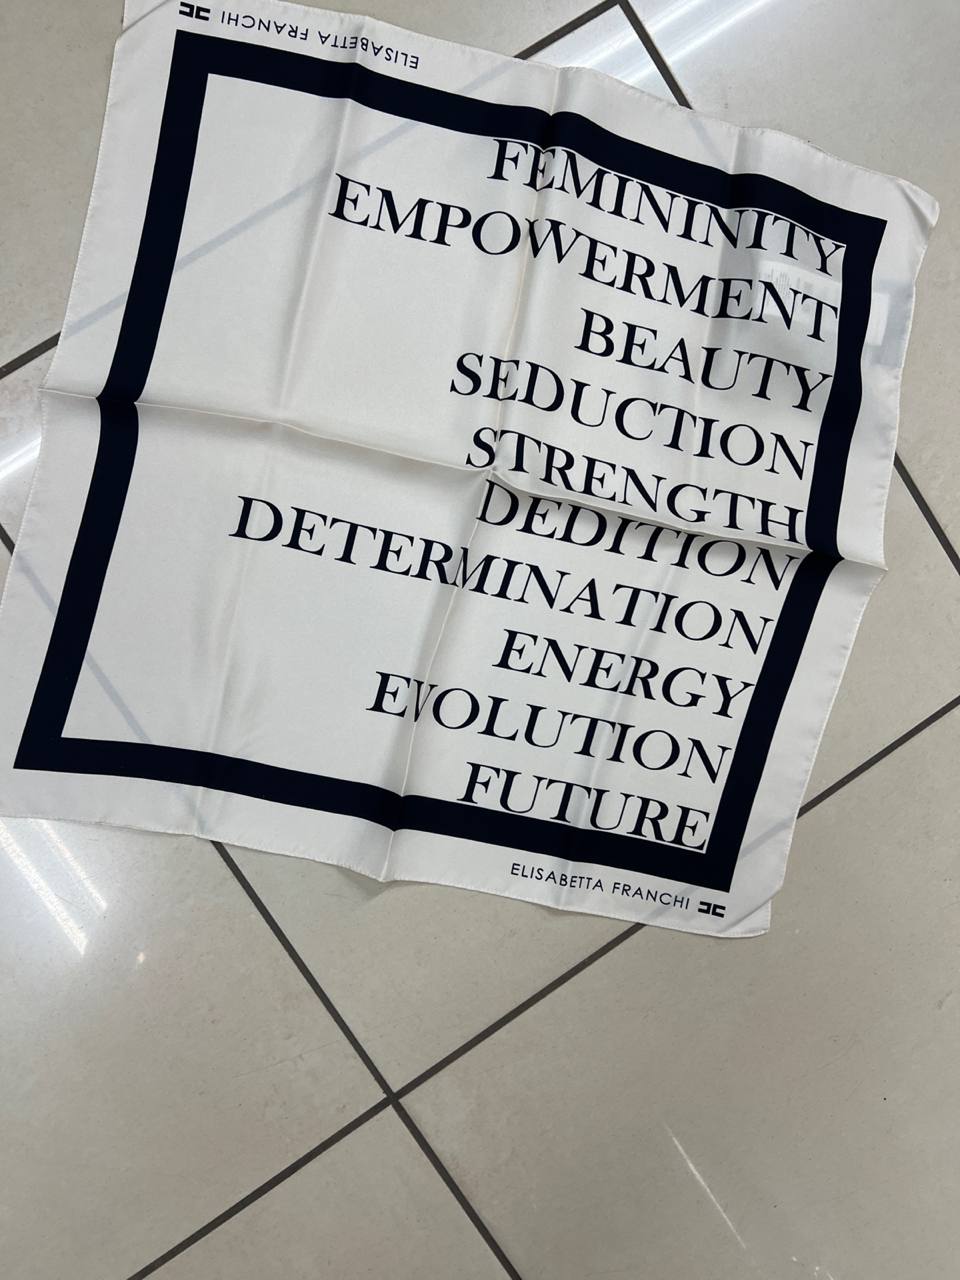 ELISABETTA FRANCHI
FEMININITY
EMPOWERMENT
BEAUTY
SEDUCTION
STRENGTH
DEDITION
DETERMINATION
ENERGY
EVOLUTION
FUTURE
ELISABETTA FRANCHI